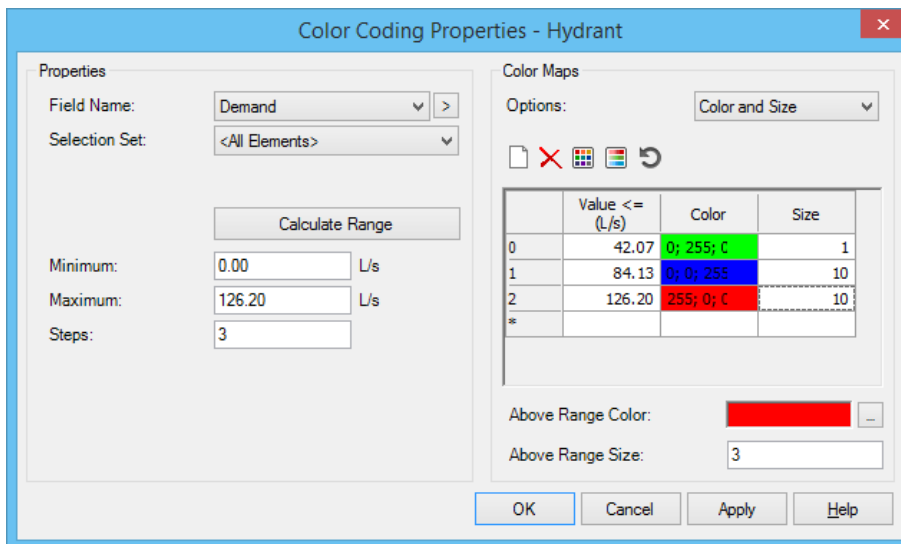 Color Coding Properties - Hydrant
Properties
Field Name: Demand >
Selection Set: <All Elements>
Calculate Range
Minimum: 0.00 L/s
Maximum: 126.20 L/s
Steps: 3
Color Maps
Options: Color and Size
Value <= (L/s) Color Size
0 42.07 0; 255; 0 1
1 84.13 0; 0; 255 10
2 126.20 255; 0; 0 10
*
Above Range Color: ...
Above Range Size: 3
OK Cancel Apply Help